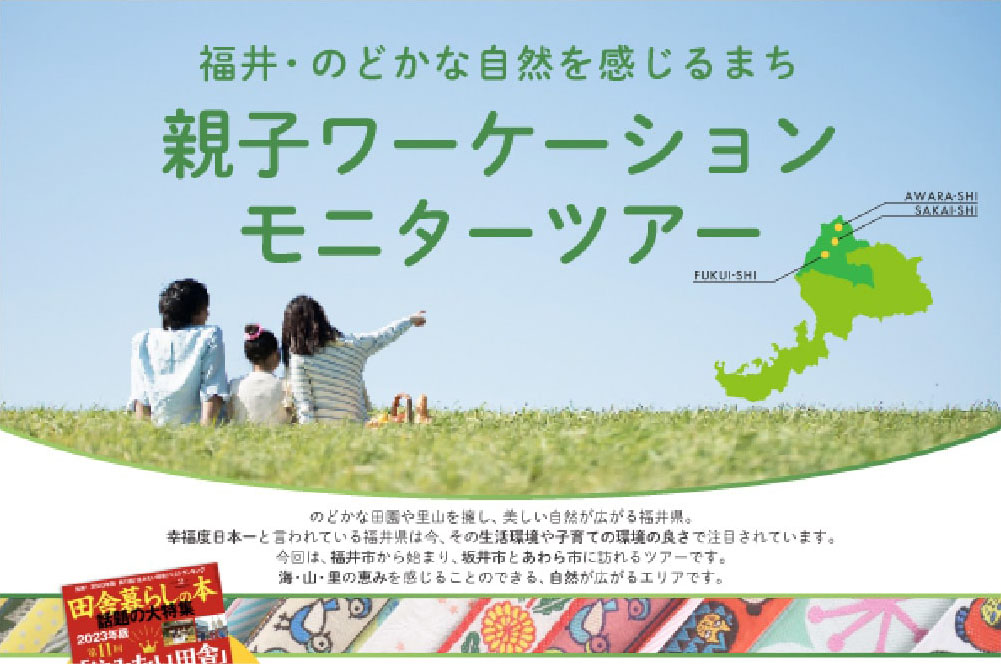 福井・のどかな自然を感じるまち
親子ワーケーション
モニターツアー
AWARA-SHI
SAKAI-SHI
FUKUI-SHI
のどかな田園や里山を擁し、美しい自然が広がる福井県。
幸福度日本一と言われている福井県は今、その生活環境や子育ての環境の良さで注目されています。
今回は、福井市から始まり、坂井市とあわら市に訪れるツアーです。
海・山・里の恵みを感じることのできる、自然が広がるエリアです。
田舎暮らしの本
話題の大特集
2023年版
第11回